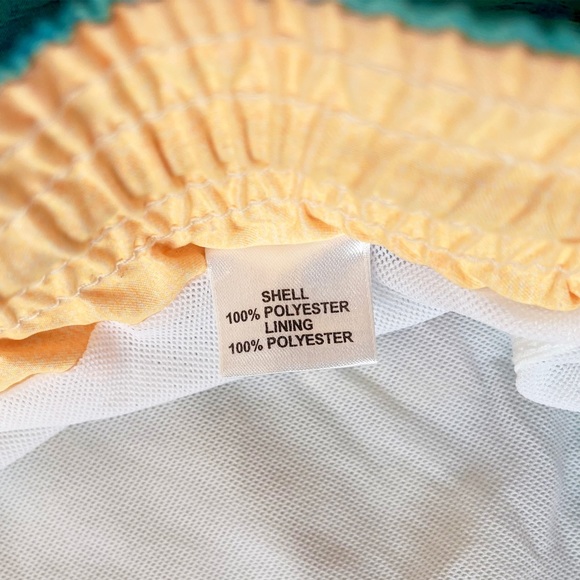 SHELL
100% POLYESTER
LINING
100% POLYESTER